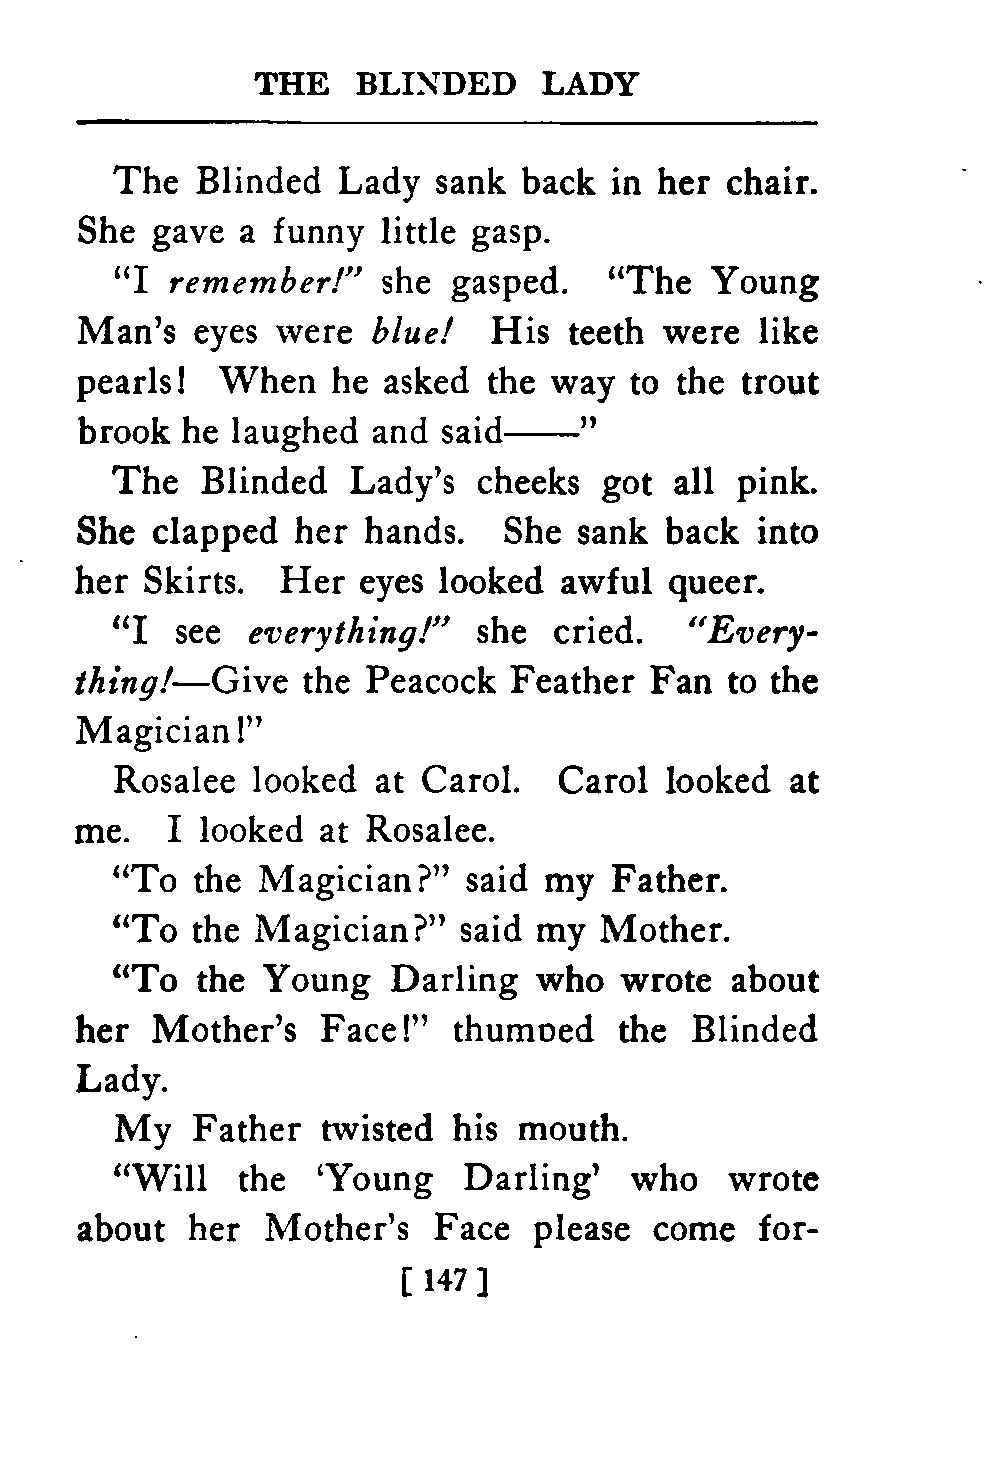 THE BLINDED LADY
The Blinded Lady sank back in her chair.
She gave a funny little gasp.
“I remember!” she gasped. “The Young
Man’s eyes were blue! His teeth were like
pearls! When he asked the way to the trout
brook he laughed and said——”
The Blinded Lady’s cheeks got all pink.
She clapped her hands. She sank back into
her Skirts. Her eyes looked awful queer.
“I see everything!” she cried. “Every-
thing!—Give the Peacock Feather Fan to the
Magician!”
Rosalee looked at Carol. Carol looked at
me. I looked at Rosalee.
“To the Magician?” said my Father.
“To the Magician?” said my Mother.
“To the Young Darling who wrote about
her Mother’s Face!” thumped the Blinded
Lady.
My Father twisted his mouth.
“Will the ‘Young Darling’ who wrote
about her Mother’s Face please come for-
[ 147 ]